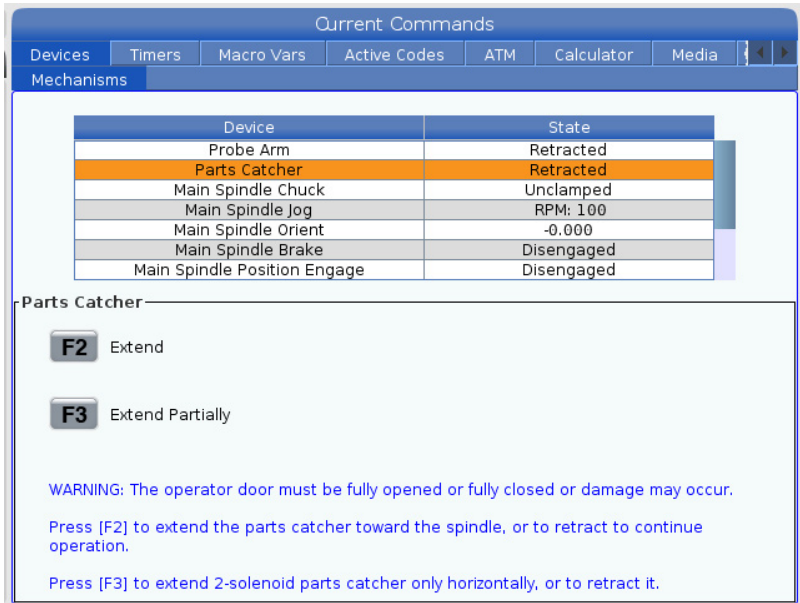 Current Commands
Devices Timers Macro Vars Active Codes ATM Calculator Media
Mechanisms
Device State
Probe Arm Retracted
Parts Catcher Retracted
Main Spindle Chuck Unclamped
Main Spindle Jog RPM: 100
Main Spindle Orient -0.000
Main Spindle Brake Disengaged
Main Spindle Position Engage Disengaged
Parts Catcher
F2 Extend
F3 Extend Partially
WARNING: The operator door must be fully opened or fully closed or damage may occur.
Press [F2] to extend the parts catcher toward the spindle, or to retract to continue
operation.
Press [F3] to extend 2-solenoid parts catcher only horizontally, or to retract it.